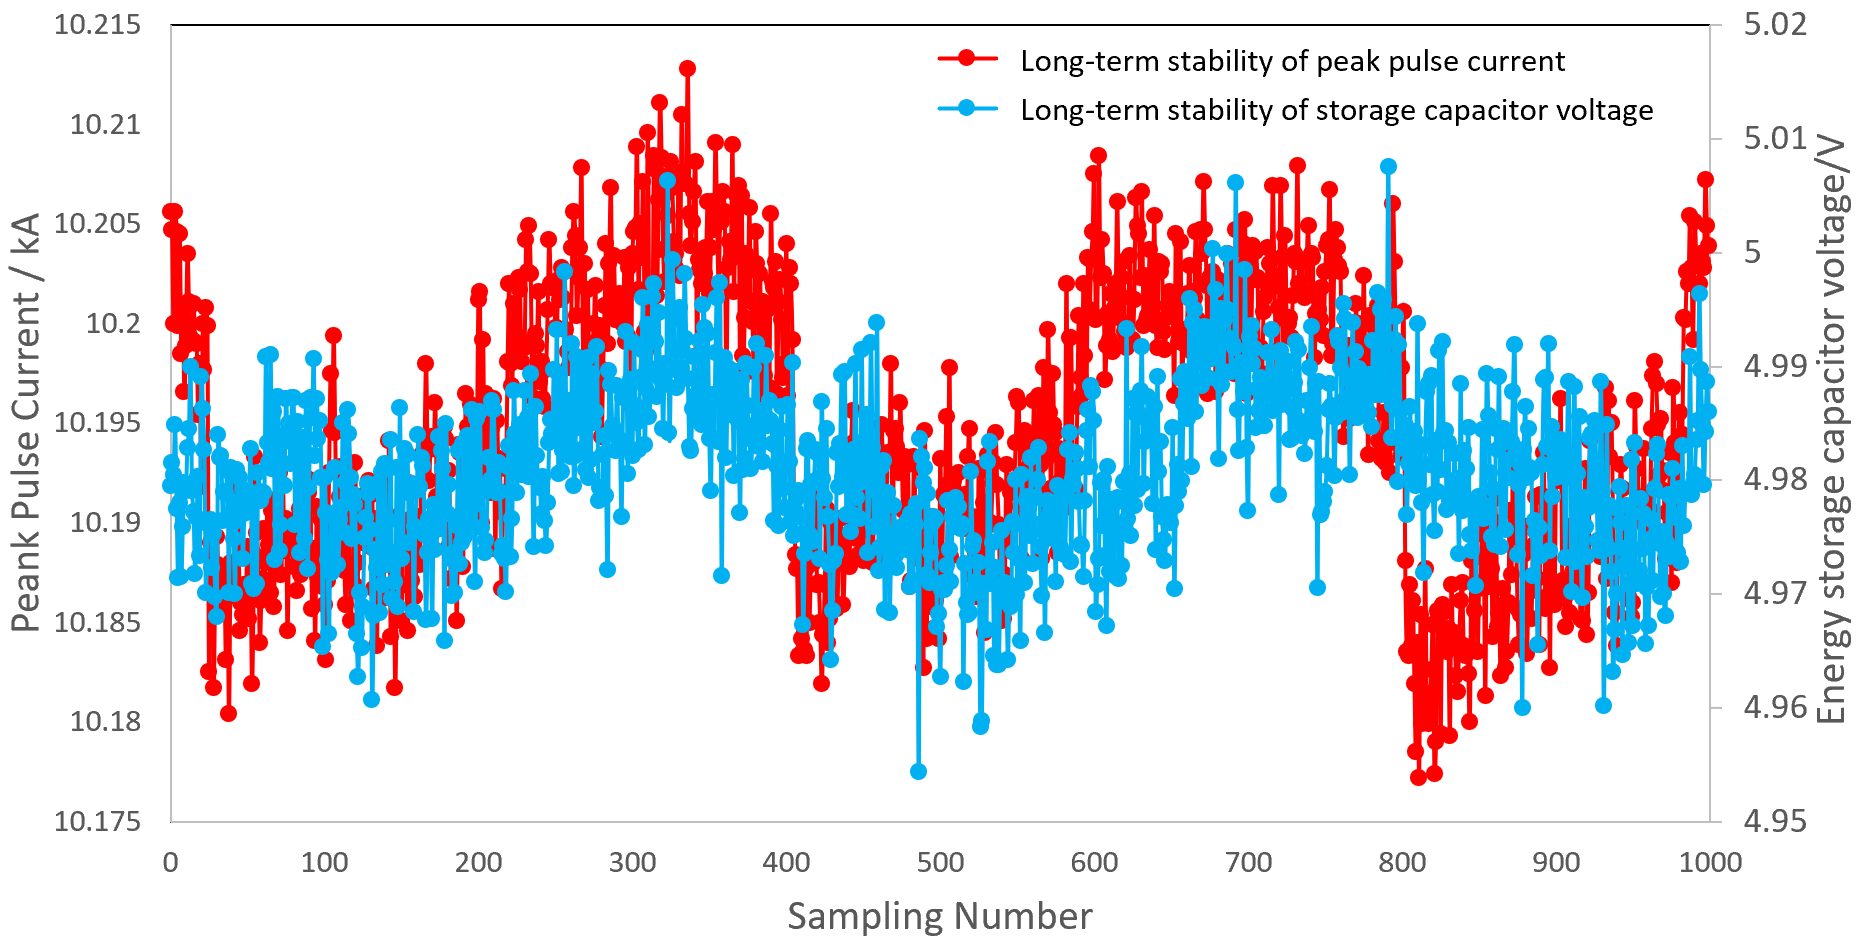 10.215
10.21
10.205
10.2
10.195
10.19
10.185
10.18
10.175
Peank Pulse Current / kA
Long-term stability of peak pulse current
Long-term stability of storage capacitor voltage
5.02
5.01
5
4.99
4.98
4.97
4.96
4.95
Energy storage capacitor voltage/V
0 100 200 300 400 500 600 700 800 900 1000
Sampling Number